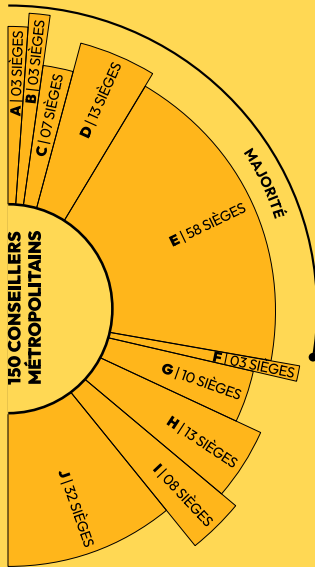 A | 03 SIÈGES
B | 03 SIÈGES
C | 07 SIÈGES
D | 13 SIÈGES
E | 58 SIÈGES
MAJORITÉ
F | 03 SIÈGES
G | 10 SIÈGES
H | 13 SIÈGES
I | 08 SIÈGES
J | 32 SIÈGES
150 CONSEILLERS
MÉTROPOLITAINS